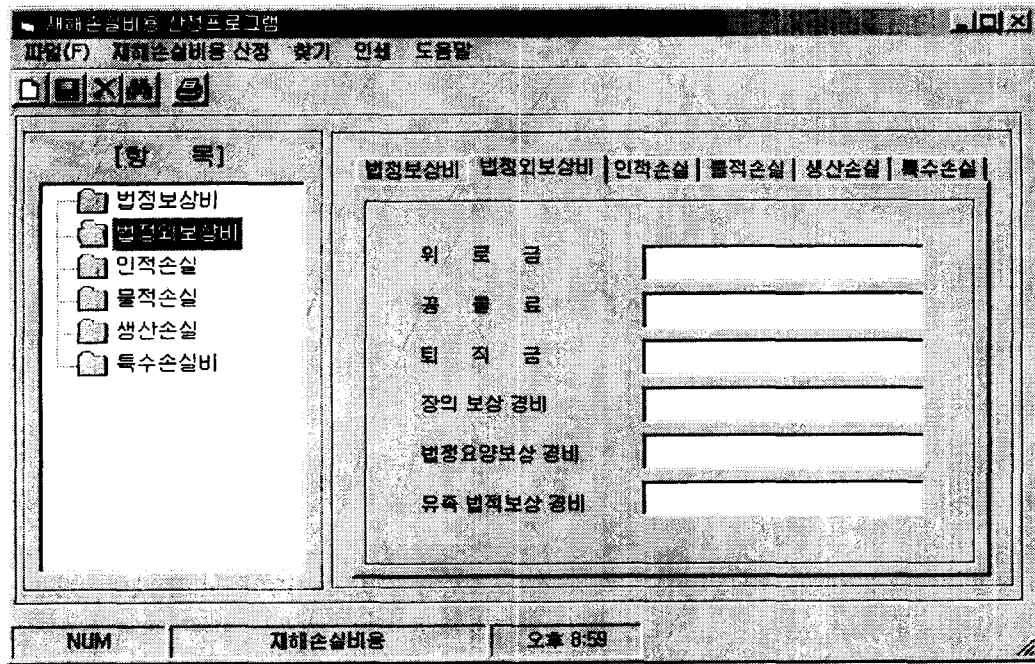 재해손실비용 산정프로그램
파일(F) 재해손실비용 산정 찾기 인쇄 도움말
[항 목]
법정보상비
법정외보상비
인적손실
물적손실
생산손실
특수손실비
법정보상비 법정외보상비 인적손실 물적손실 생산손실 특수손실
위 로 금
공 물 료
퇴 직 금
장의 보상 경비
법정요양보상 경비
유족 법적보상 경비
NUM 재해손실비용 오후 8:59